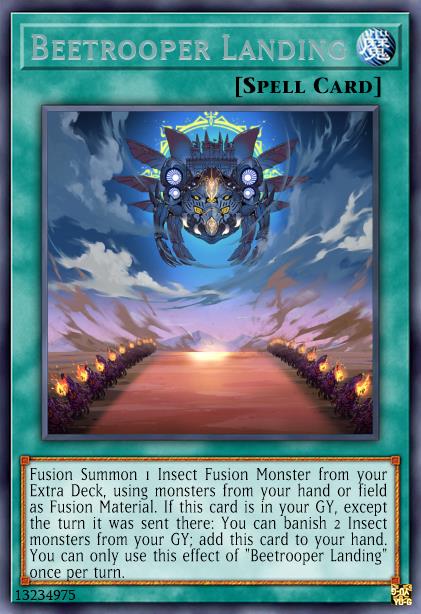 BEETROOPER LANDING 魔
[SPELL CARD]
Fusion Summon 1 Insect Fusion Monster from your
Extra Deck, using monsters from your hand or field
as Fusion Material. If this card is in your GY, except
the turn it was sent there: You can banish 2 Insect
monsters from your GY; add this card to your hand.
You can only use this effect of "Beetrooper Landing"
once per turn.
13234975